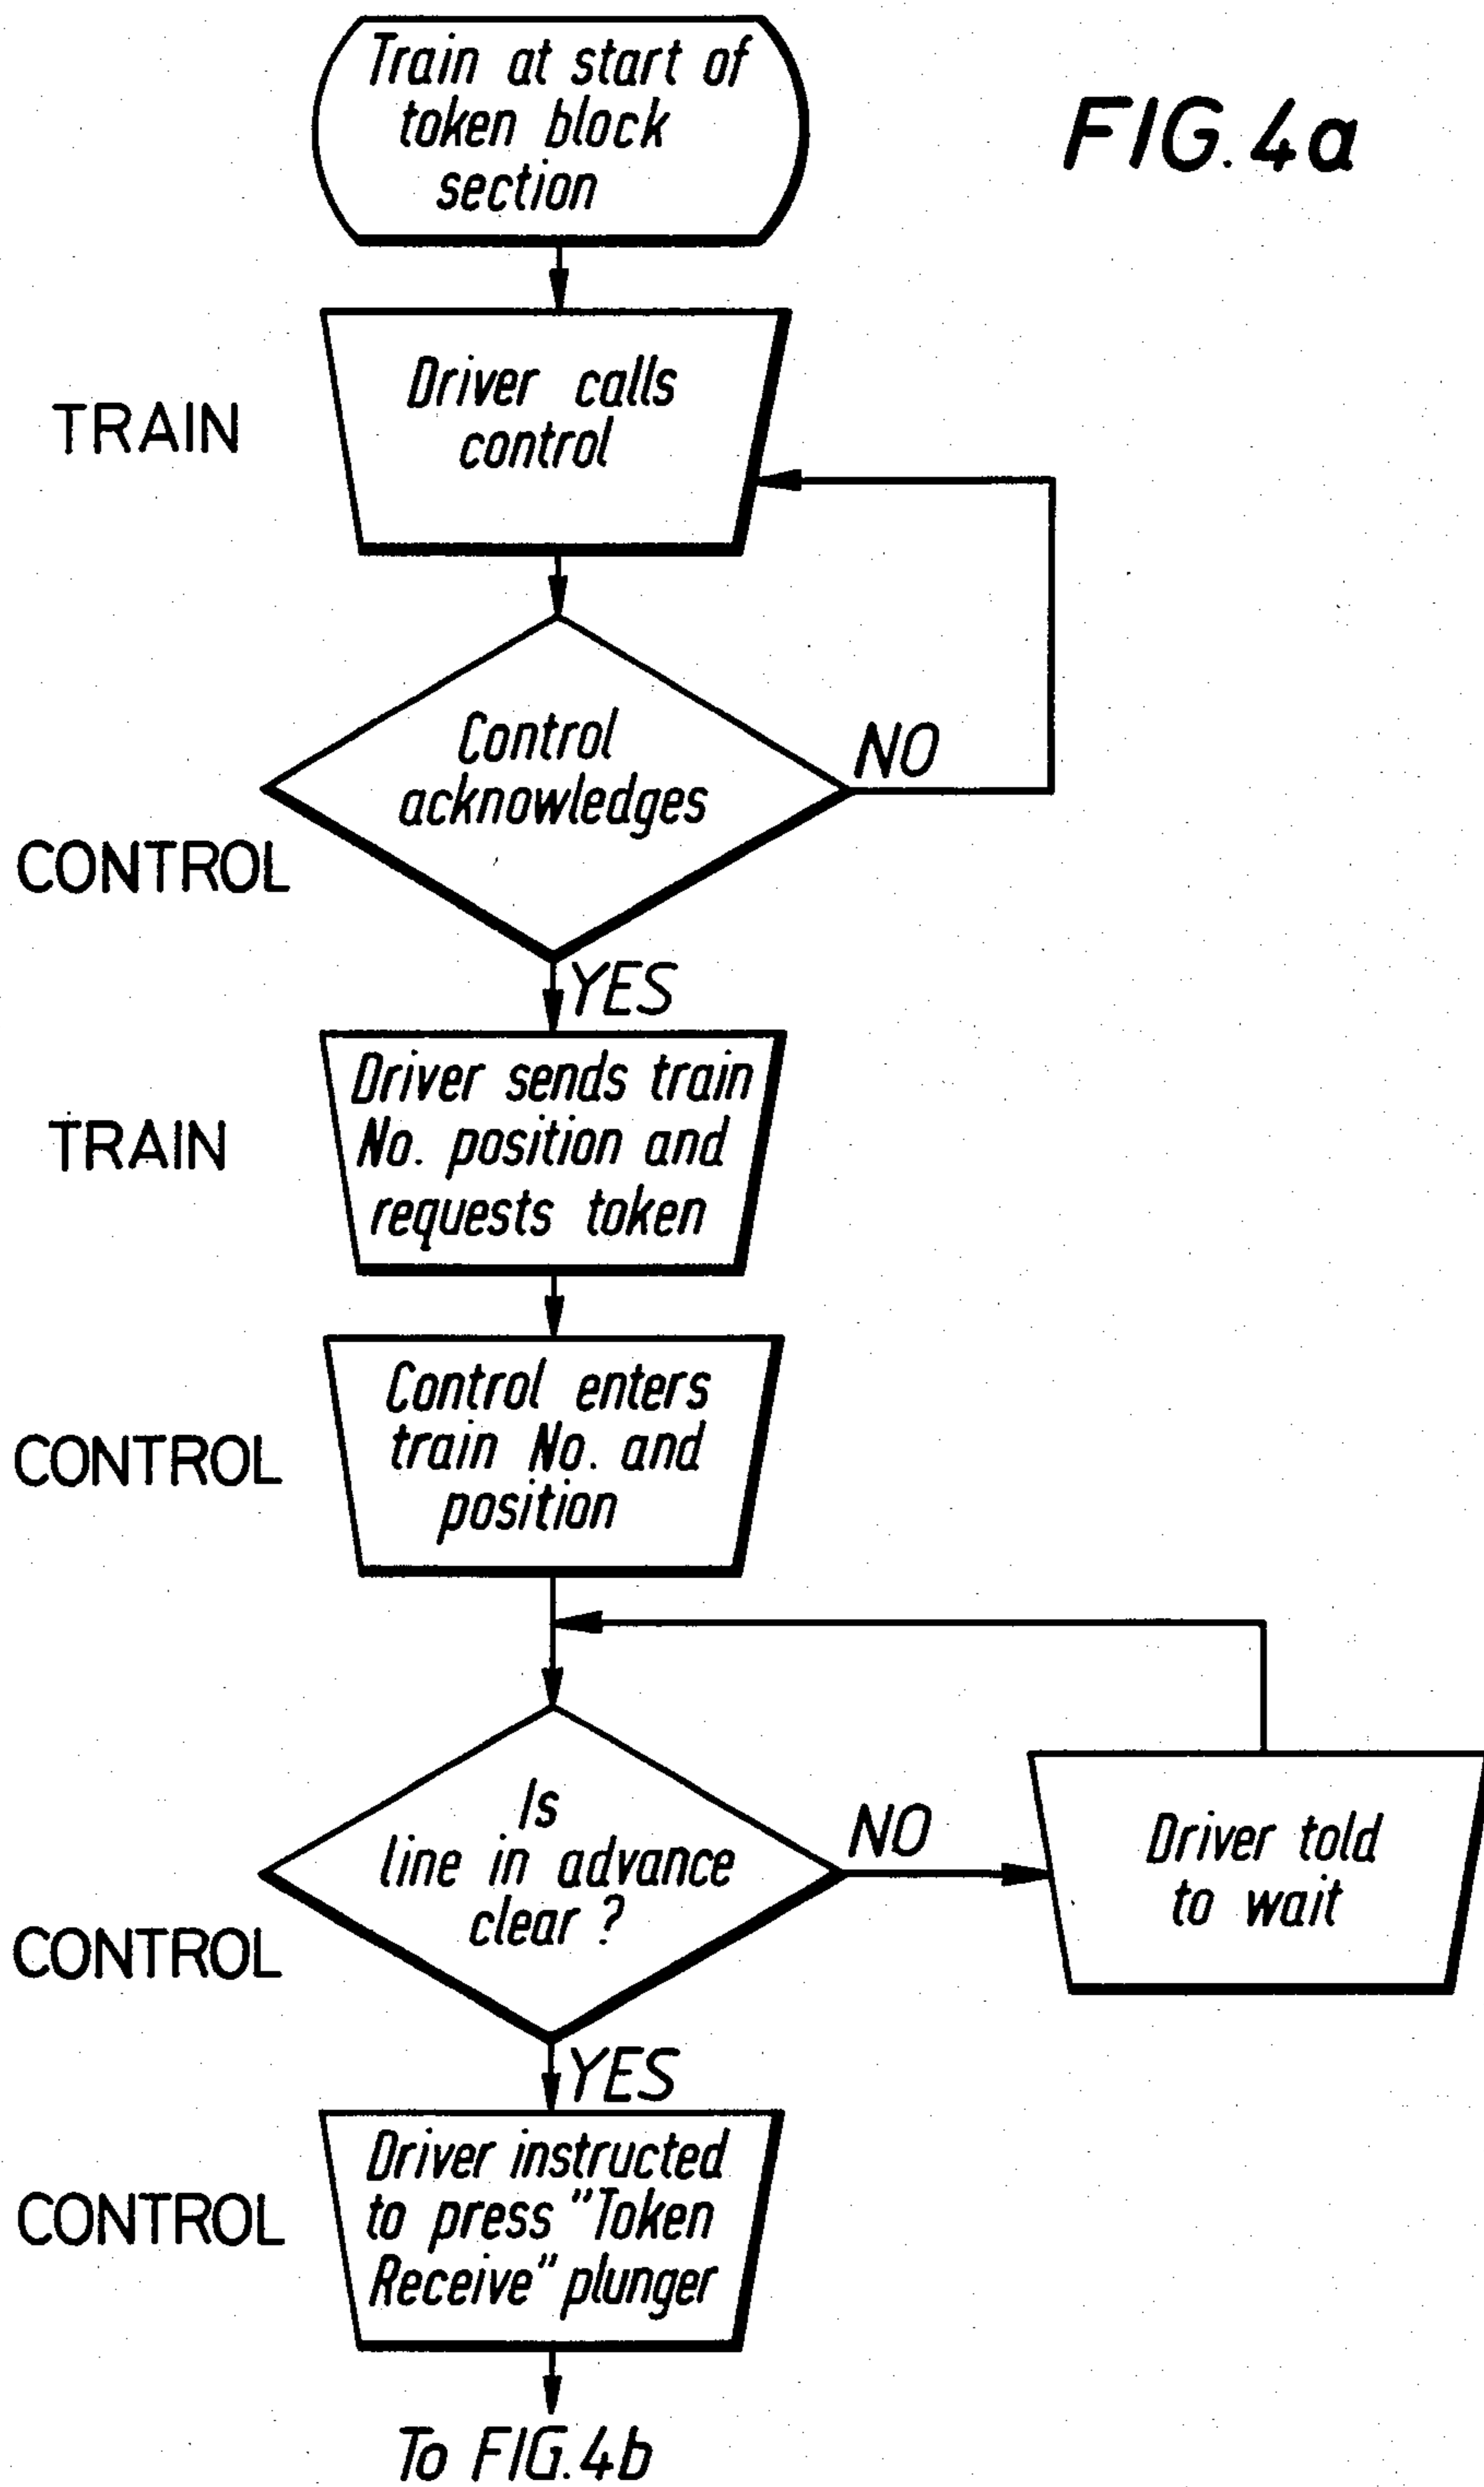 Train at start of
token block
section
FIG. 4a
TRAIN
Driver calls
control
Control
acknowledges
NO
CONTROL
YES
TRAIN
Driver sends train
No. position and
requests token
CONTROL
Control enters
train No. and
position
Is
line in advance
clear ?
NO
Driver told
to wait
CONTROL
YES
CONTROL
Driver instructed
to press "Token
Receive" plunger
To FIG. 4b